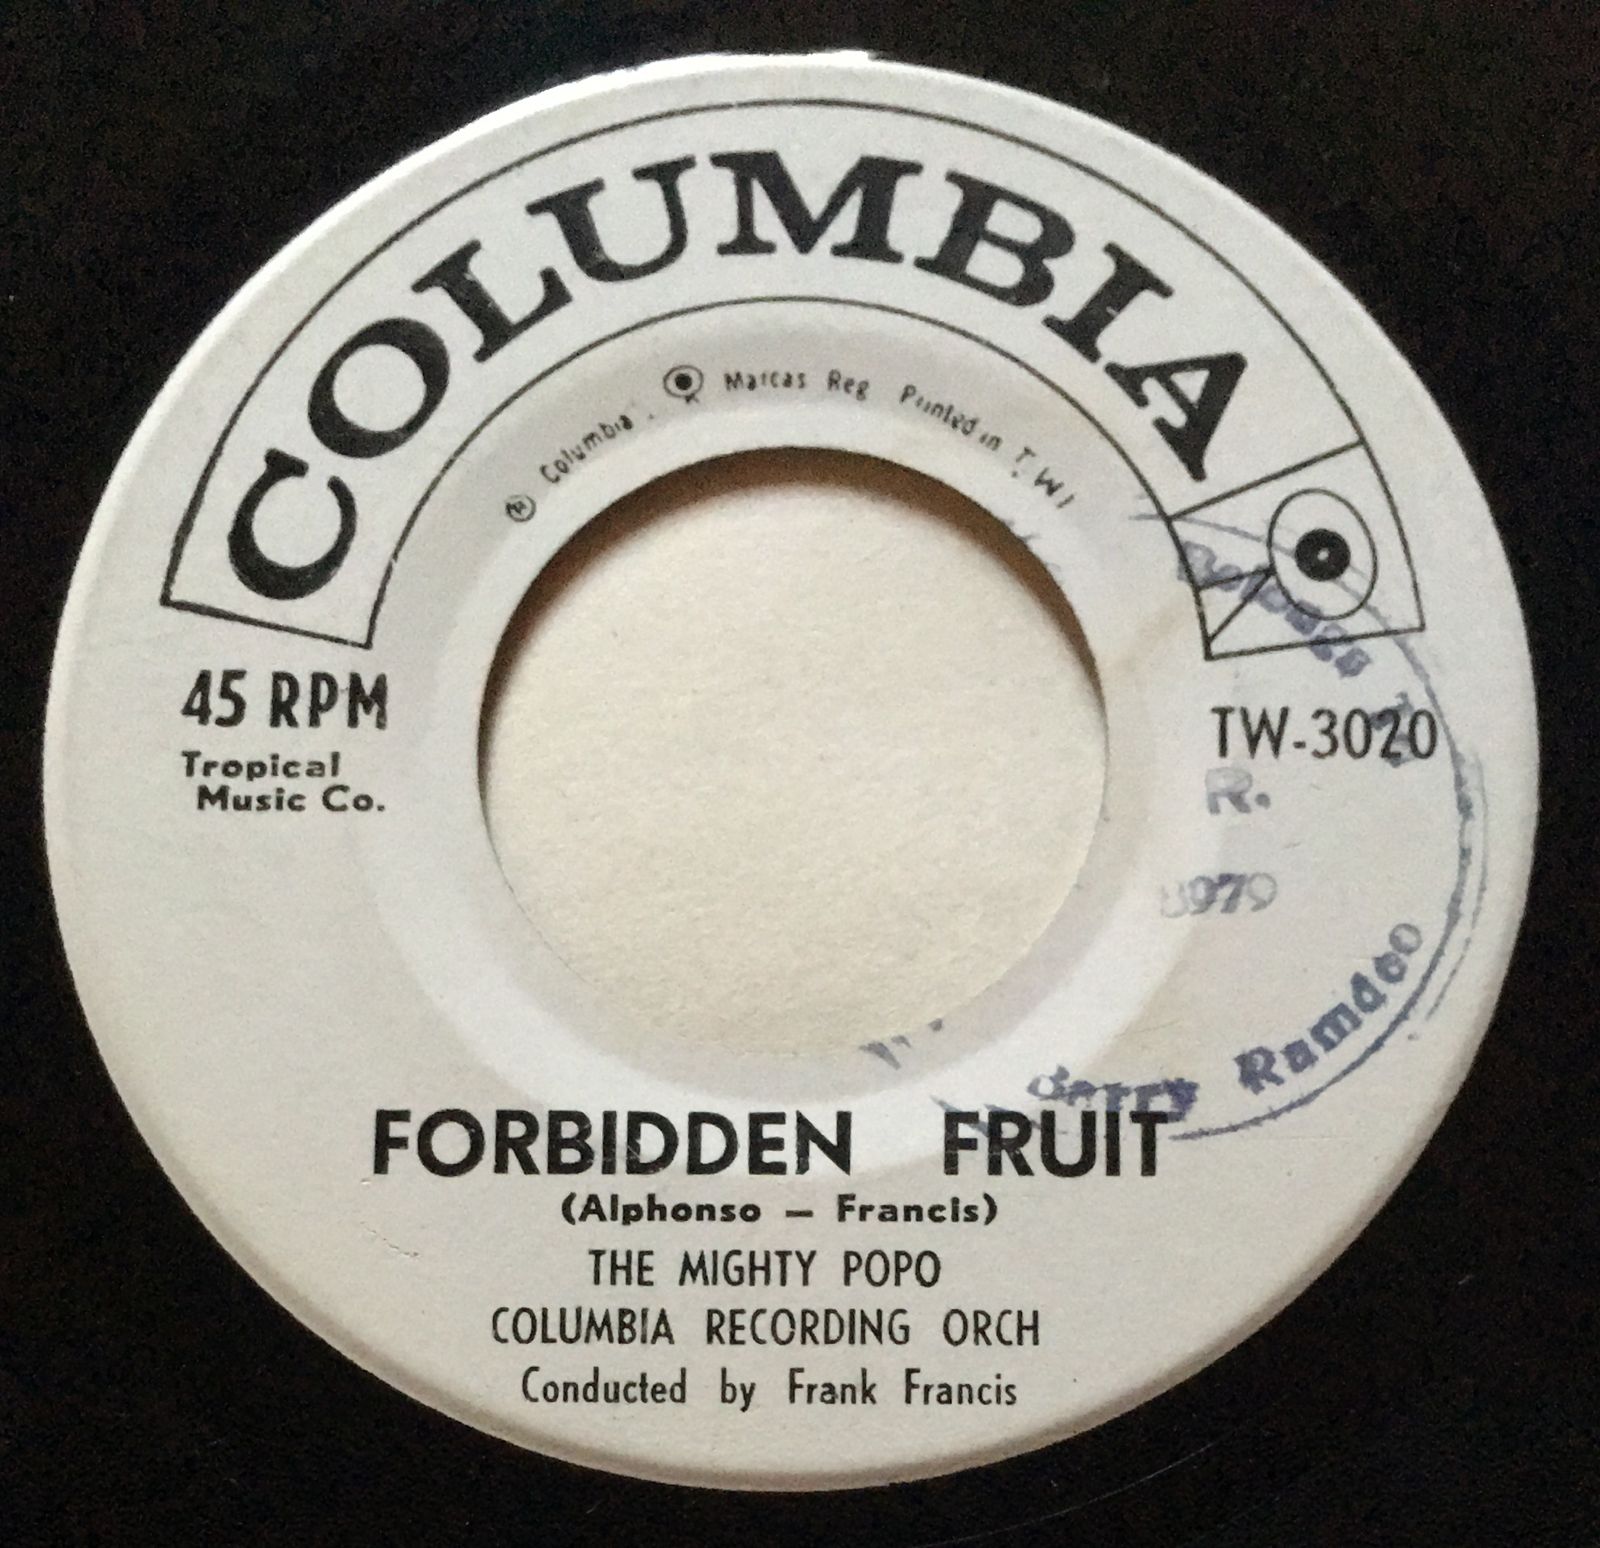 COLUMBIA
® Columbia . Marcas Reg Printed in T.W.I
45 RPM
Tropical
Music Co.
TW-3020
R.
Ramdeo
FORBIDDEN FRUIT
(Alphonso — Francis)
THE MIGHTY POPO
COLUMBIA RECORDING ORCH
Conducted by Frank Francis